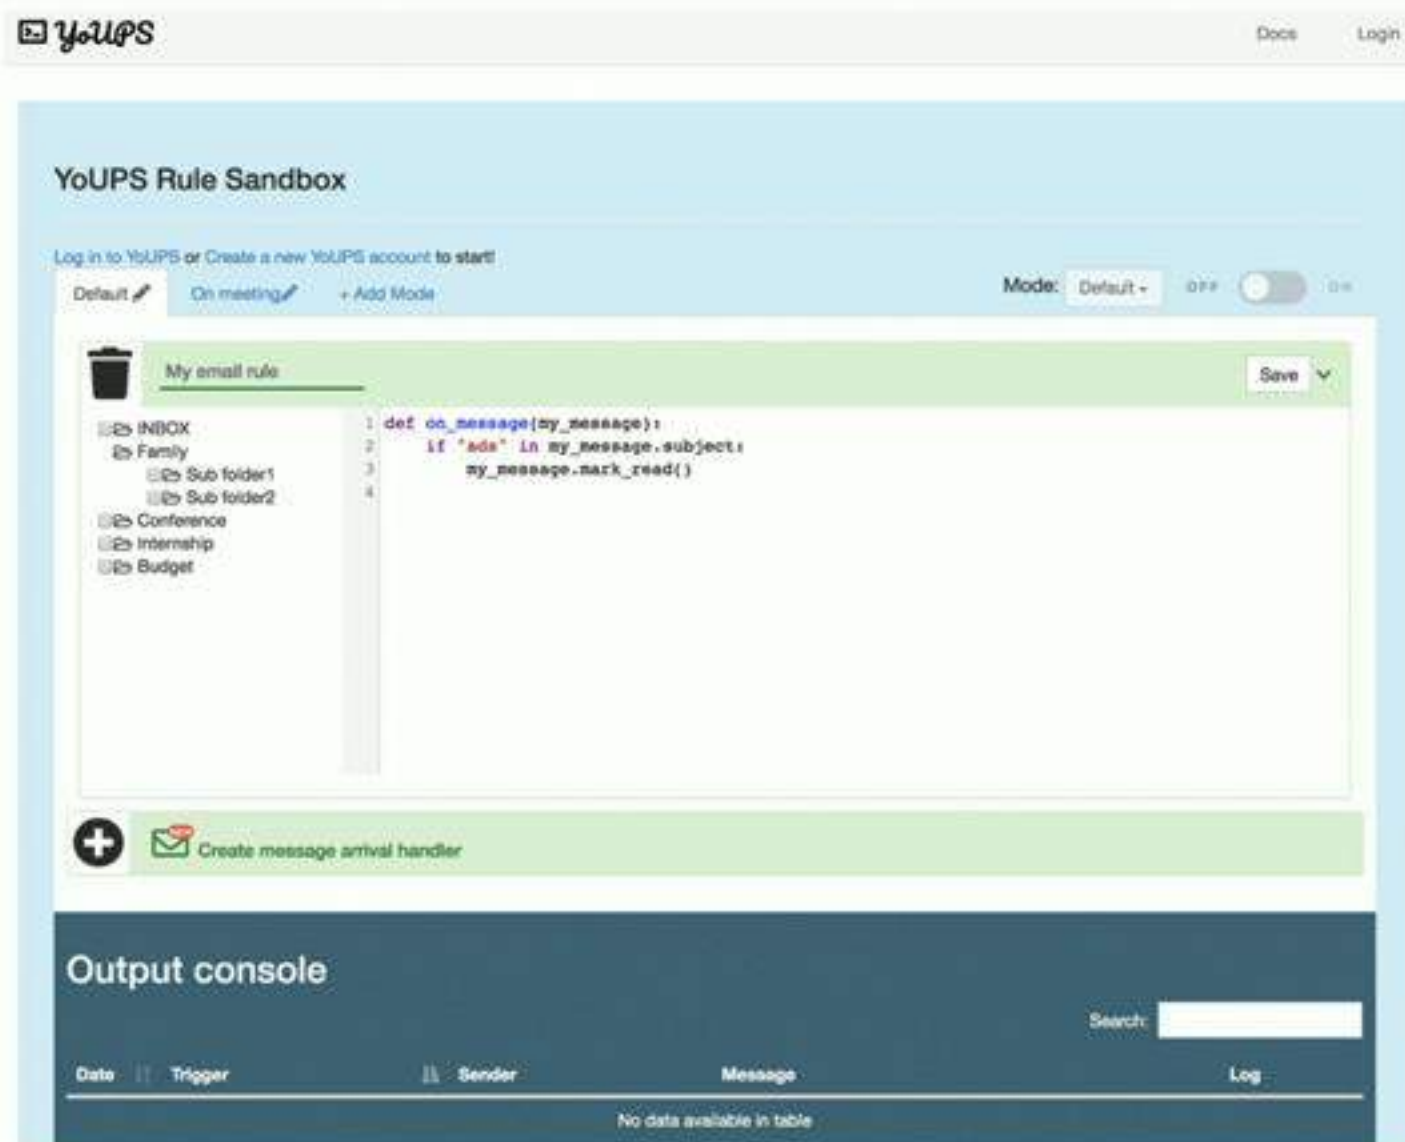 YoUPS
Docs Login
YoUPS Rule Sandbox
Log in to YoUPS or Create a new YoUPS account to start!
Default On meeting + Add Mode Mode: Default OFF ON
My email rule Save
INBOX
Family
Sub folder1
Sub folder2
Conference
Internship
Budget
1 def on_message(my_message):
2 if "ads" in my_message.subject:
3 my_message.mark_read()
4
NEW
Create message arrival handler
Output console
Search:
Date Trigger Sender Message Log
No data available in table